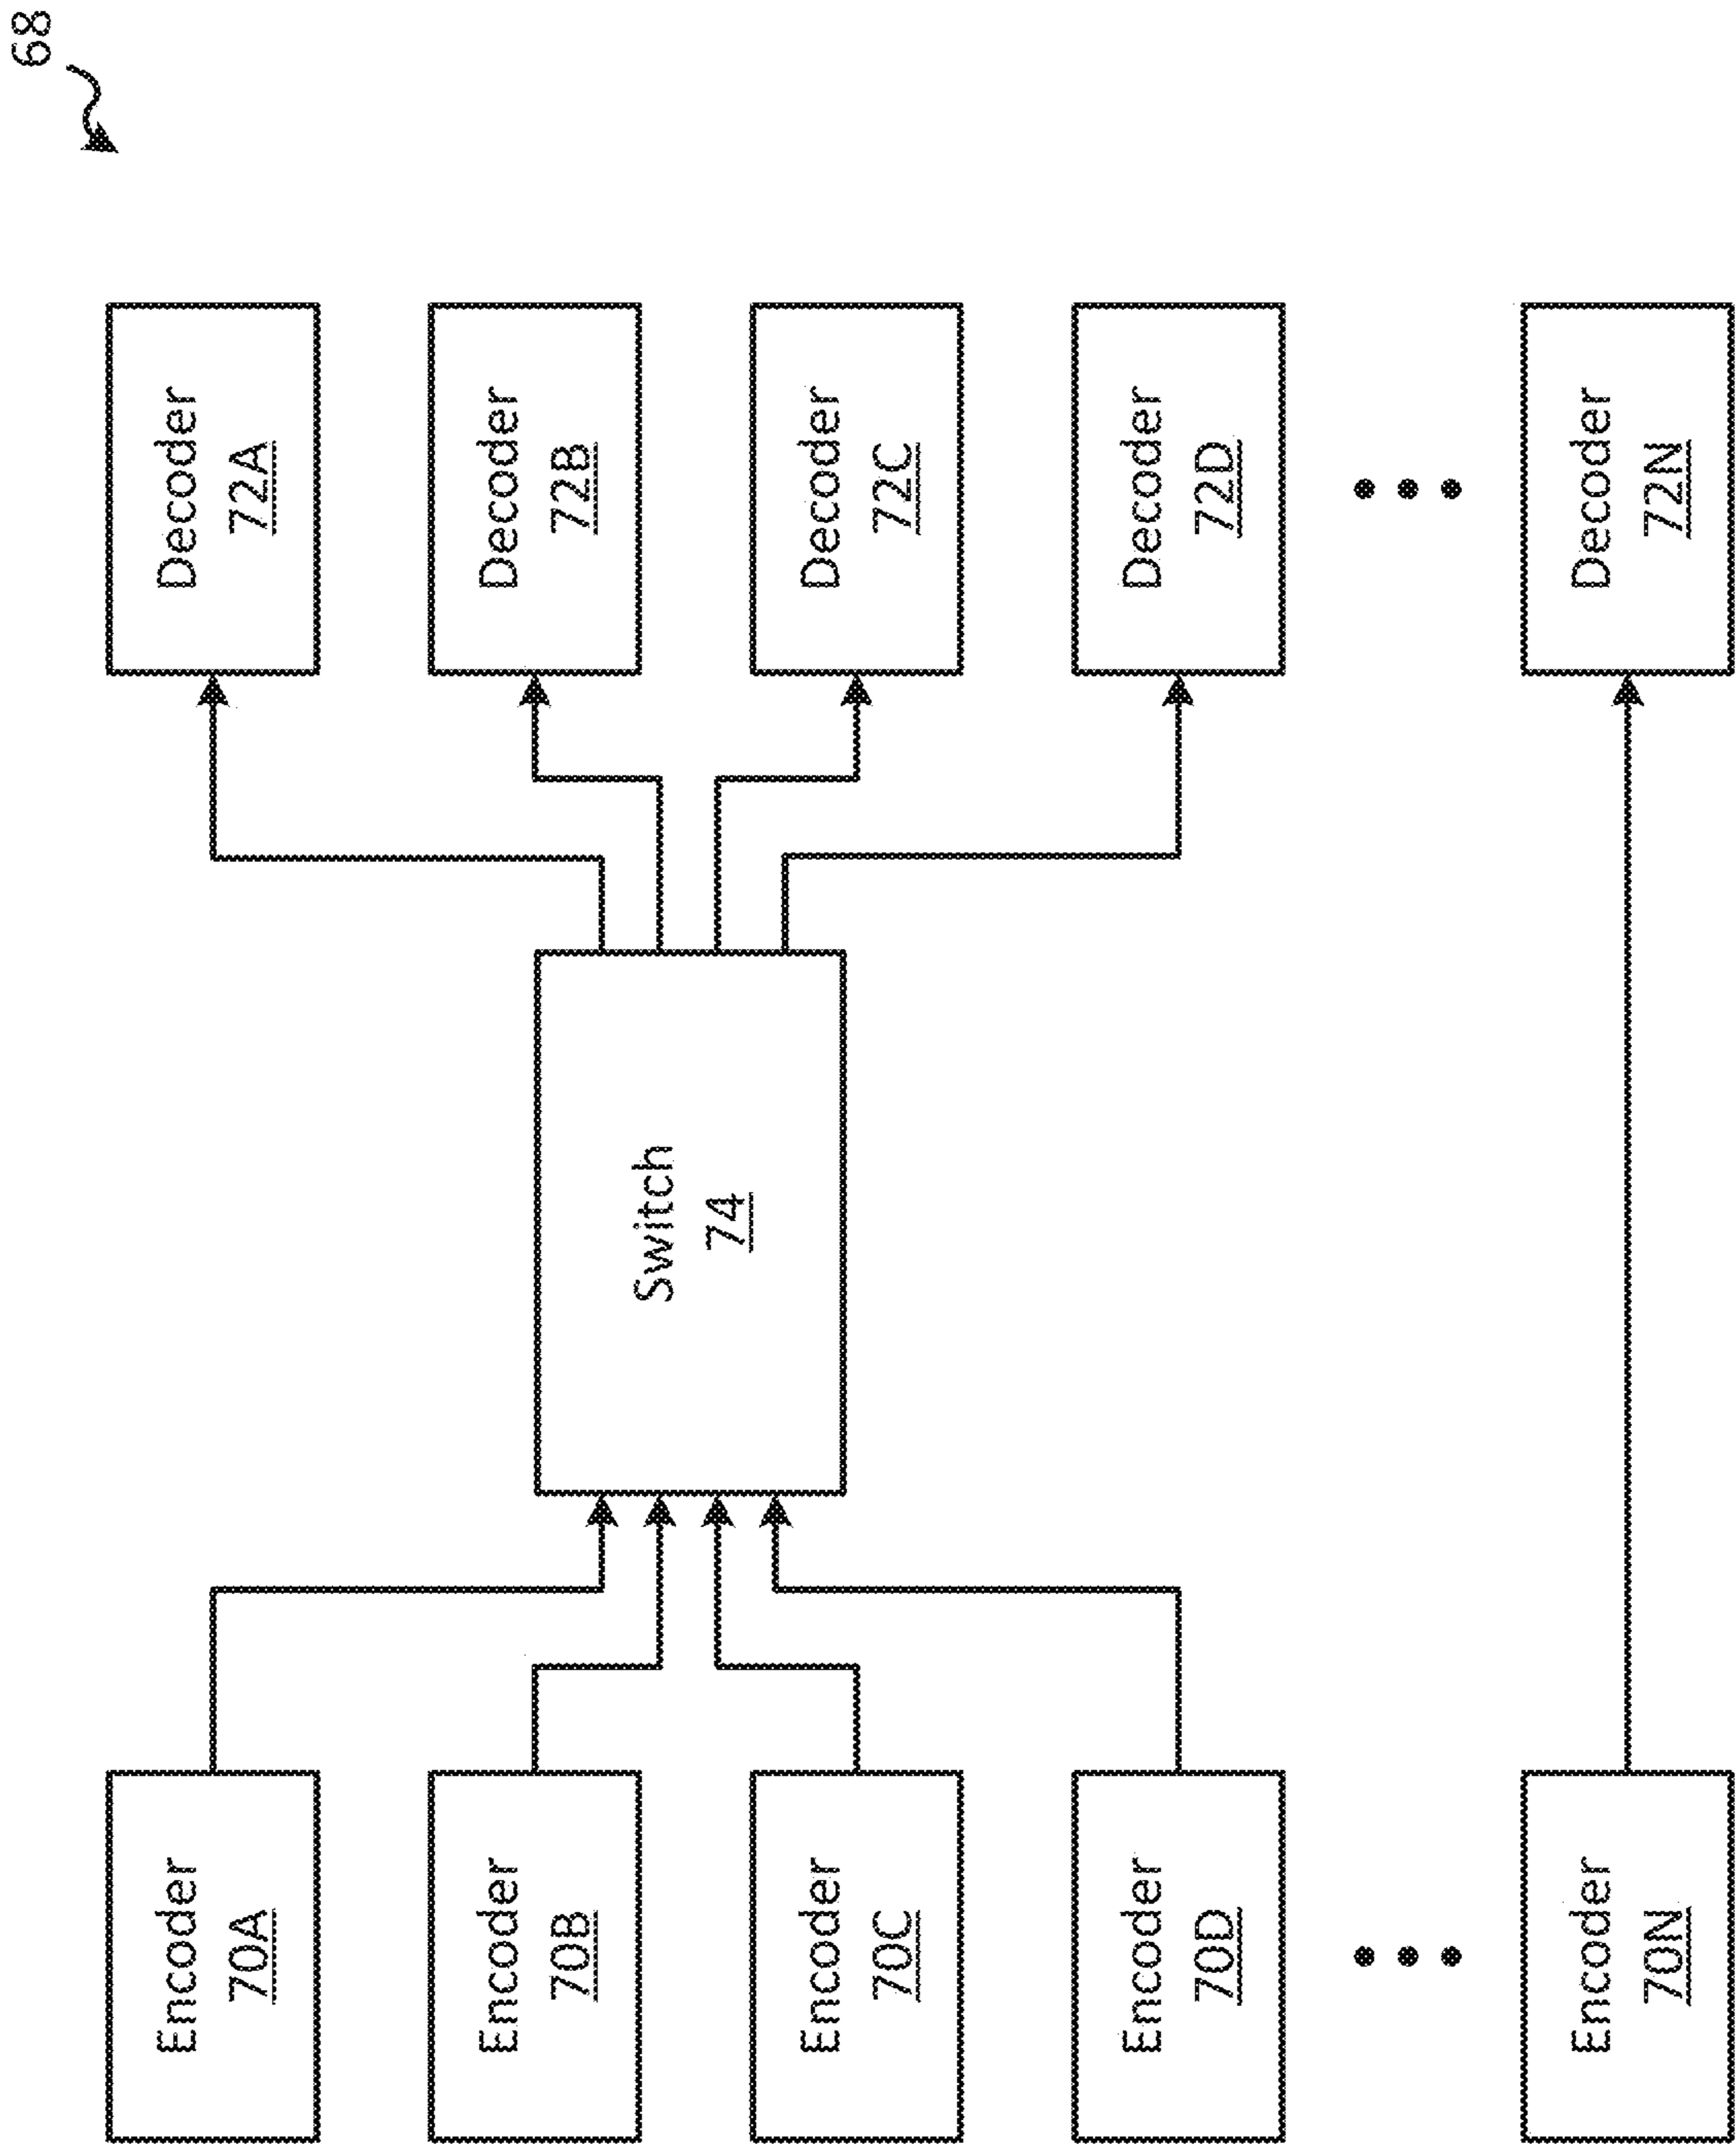 68
Encoder
70A
Encoder
70B
Encoder
70C
Encoder
70D
Encoder
70N
Switch
74
Decoder
72A
Decoder
72B
Decoder
72C
Decoder
72D
Decoder
72N